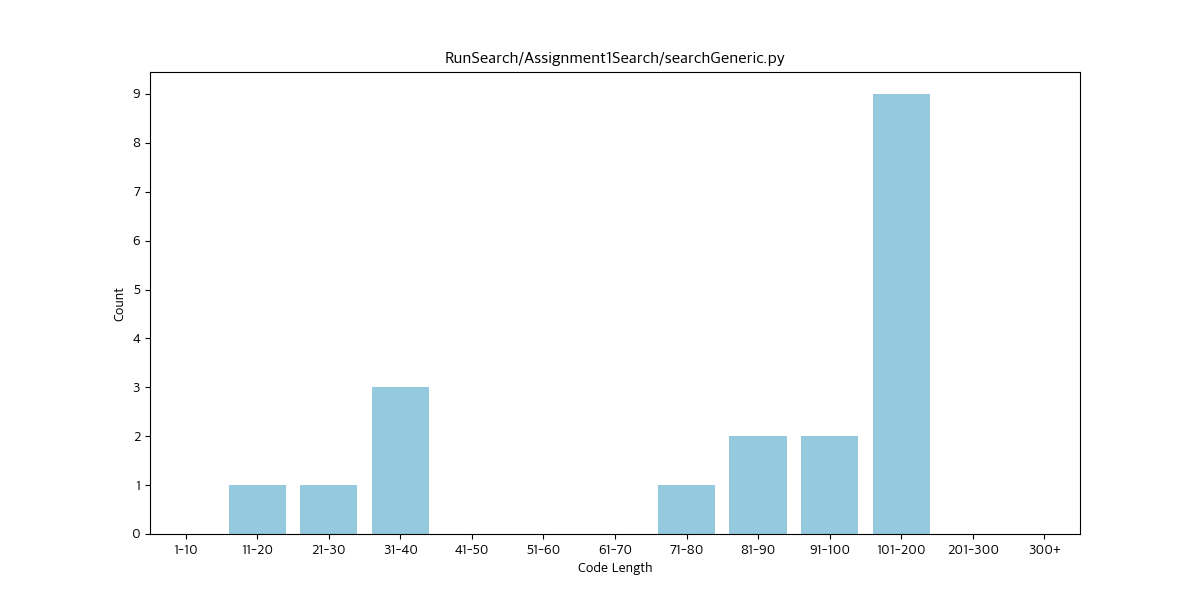 RunSearch/Assignment1Search/searchGeneric.py
9
8
7
6
5
4
3
2
1
0
Count
1-10 11-20 21-30 31-40 41-50 51-60 61-70 71-80 81-90 91-100 101-200 201-300 300+
Code Length